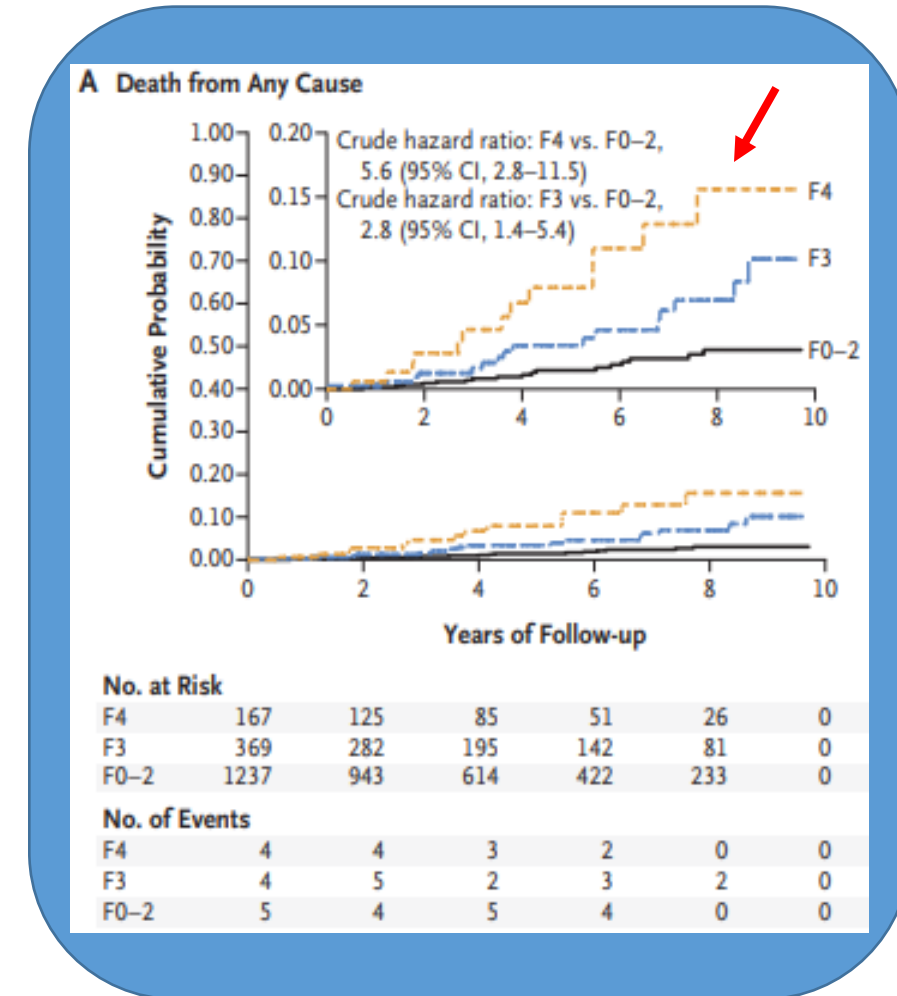 A Death from Any Cause
1.00
0.90
0.80
0.70
0.60
0.50
0.40
0.30
0.20
0.10
0.00
Cumulative Probability
0.20
0.15
0.10
0.05
0.00
Crude hazard ratio: F4 vs. F0–2,
5.6 (95% CI, 2.8–11.5)
Crude hazard ratio: F3 vs. F0–2,
2.8 (95% CI, 1.4–5.4)
F4
F3
F0–2
0 2 4 6 8 10
0 2 4 6 8 10
Years of Follow-up
No. at Risk
F4 167 125 85 51 26 0
F3 369 282 195 142 81 0
F0–2 1237 943 614 422 233 0
No. of Events
F4 4 4 3 2 0 0
F3 4 5 2 3 2 0
F0–2 5 4 5 4 0 0